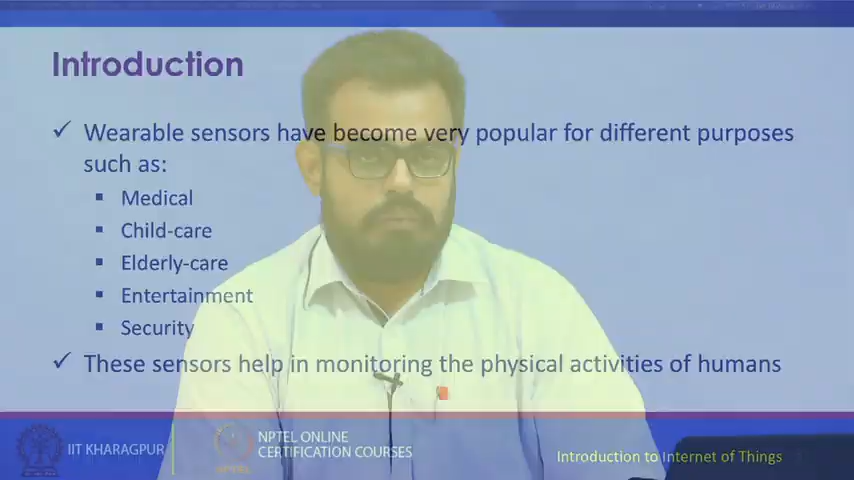 Introduction
Wearable sensors have become very popular for different purposes
such as:
Medical
Child-care
Elderly-care
Entertainment
Security
These sensors help in monitoring the physical activities of humans
IIT KHARAGPUR
NPTEL ONLINE
CERTIFICATION COURSES
Introduction to Internet of Things